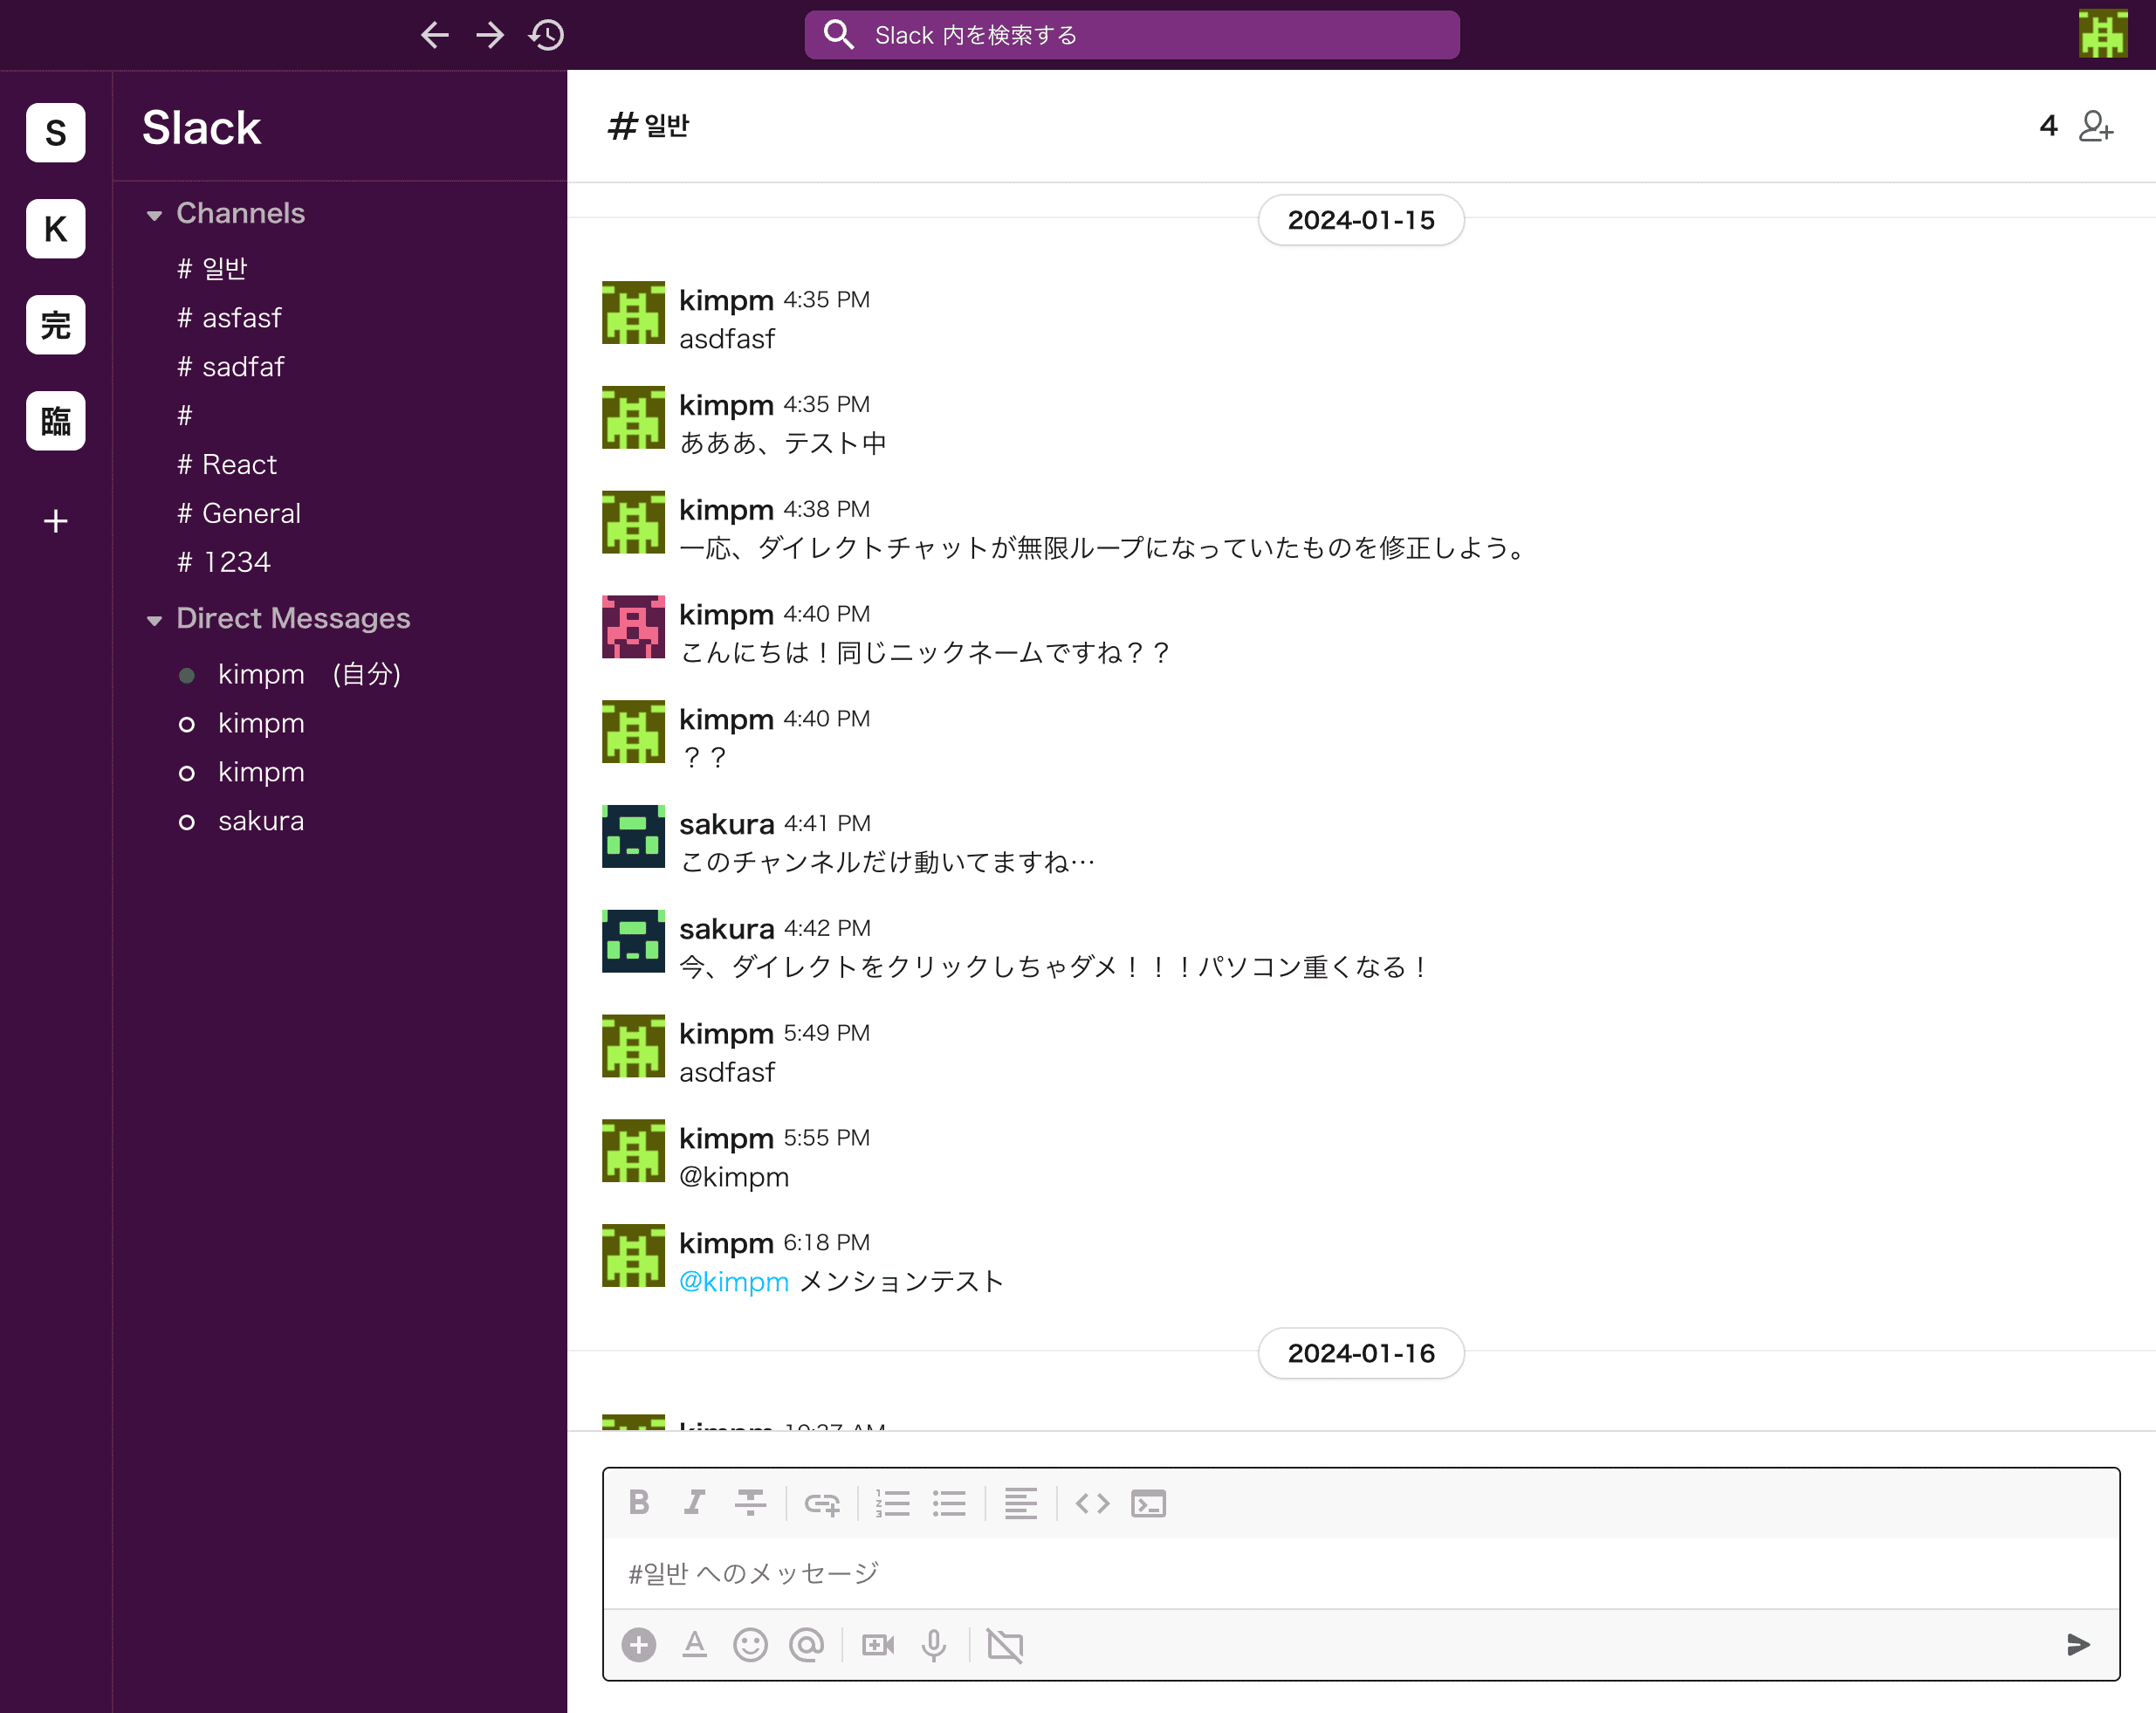 Slack 内を検索する
S
K
完
臨
+
Slack
Channels
# 일반
# asfasf
# sadfaf
#
# React
# General
# 1234
Direct Messages
kimpm (自分)
kimpm
kimpm
sakura
# 일반
4
2024-01-15
kimpm 4:35 PM
asdfasf
kimpm 4:35 PM
あああ、テスト中
kimpm 4:38 PM
一応、ダイレクトチャットが無限ループになっていたものを修正しよう。
kimpm 4:40 PM
こんにちは！同じニックネームですね？？
kimpm 4:40 PM
？？
sakura 4:41 PM
このチャンネルだけ動いてますね…
sakura 4:42 PM
今、ダイレクトをクリックしちゃダメ！！！パソコン重くなる！
kimpm 5:49 PM
asdfasf
kimpm 5:55 PM
@kimpm
kimpm 6:18 PM
@kimpm メンションテスト
2024-01-16
kimpm 10:37 AM
#일반 へのメッセージ